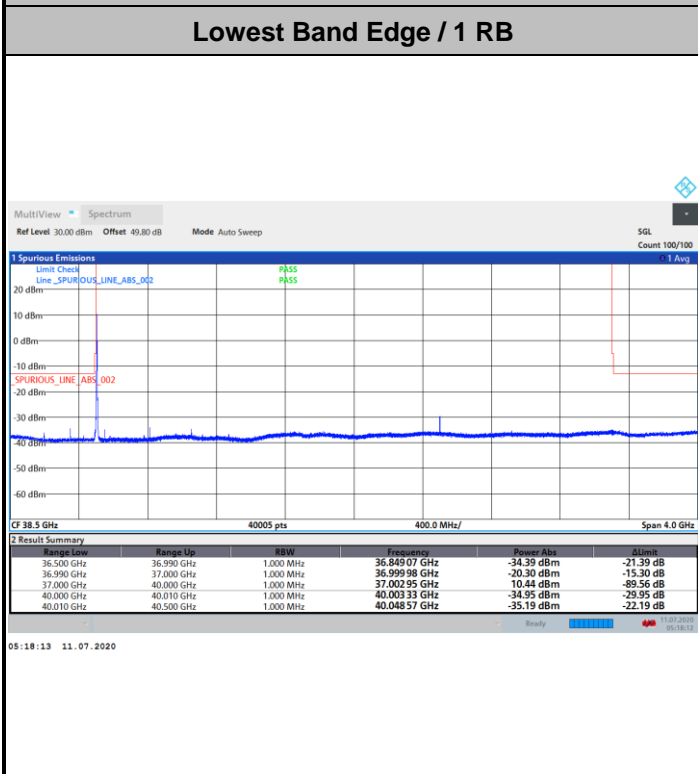 Lowest Band Edge / 1 RB
MultiView Spectrum
Ref Level 30.00 dBm Offset 49.80 dB Mode Auto Sweep SGL
Count 100/100
1 Spurious Emissions 1 Avg
Limit Check PASS
Line _SPURIOUS_LINE_ABS_002 PASS
20 dBm
10 dBm
0 dBm
-10 dBm
_SPURIOUS_LINE_ABS_002
-20 dBm
-30 dBm
-40 dBm
-50 dBm
-60 dBm
CF 38.5 GHz 40005 pts 400.0 MHz/ Span 4.0 GHz
2 Result Summary
Range Low Range Up RBW Frequency Power Abs ΔLimit
36.500 GHz 36.990 GHz 1.000 MHz 36.849 07 GHz -34.39 dBm -21.39 dB
36.990 GHz 37.000 GHz 1.000 MHz 36.999 98 GHz -20.30 dBm -15.30 dB
37.000 GHz 40.000 GHz 1.000 MHz 37.002 95 GHz 10.44 dBm -89.56 dB
40.000 GHz 40.010 GHz 1.000 MHz 40.003 33 GHz -34.95 dBm -29.95 dB
40.010 GHz 40.500 GHz 1.000 MHz 40.048 57 GHz -35.19 dBm -22.19 dB
Ready 11.07.2020
05:18:12
05:18:13 11.07.2020